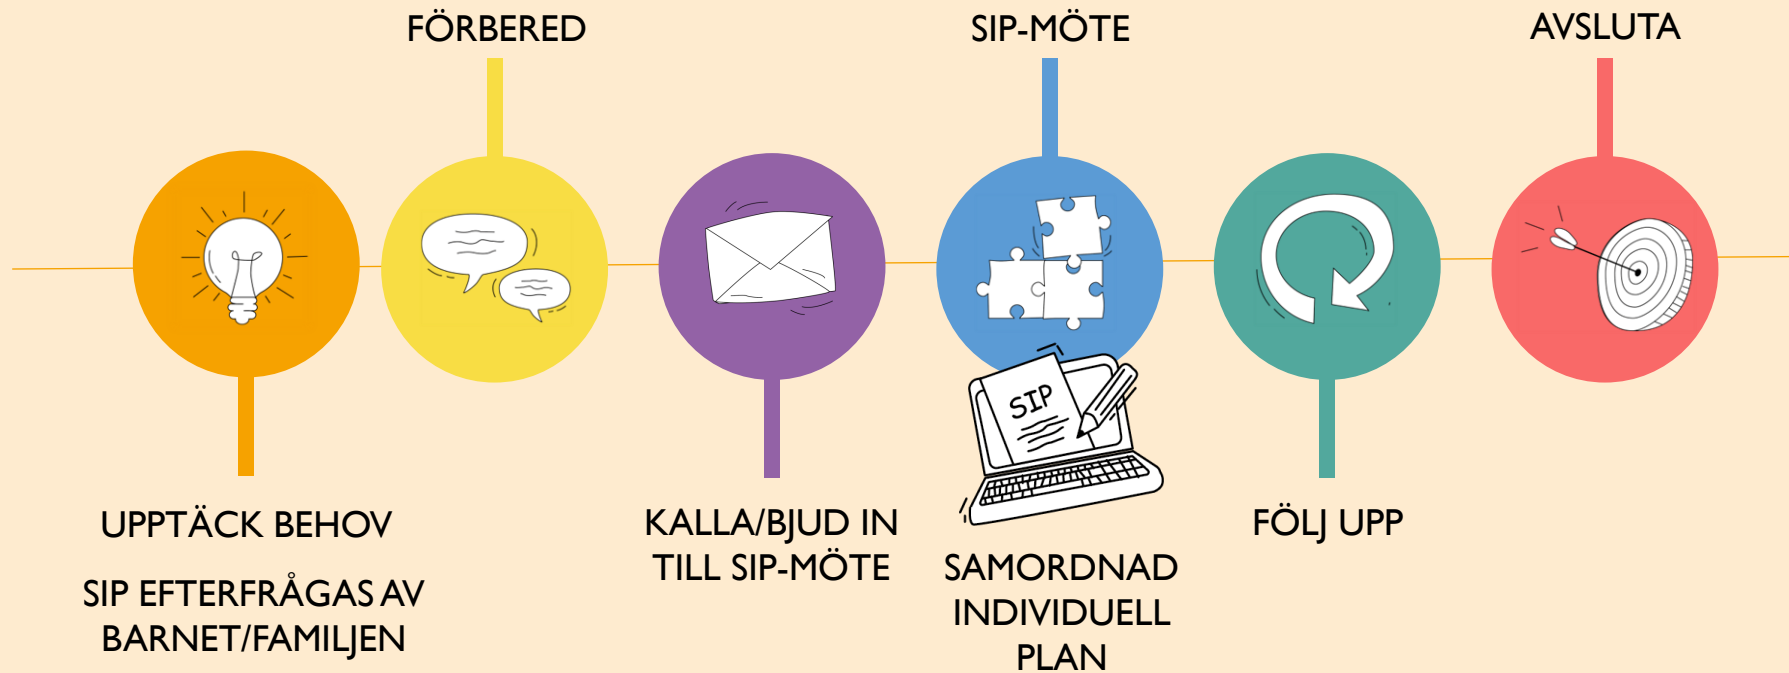 FÖRBERED
SIP-MÖTE
AVSLUTA
SIP
UPPTÄCK BEHOV
SIP EFTERFRÅGAS AV
BARNET/FAMILJEN
KALLA/BJUD IN
TILL SIP-MÖTE
SAMORDNAD
INDIVIDUELL
PLAN
FÖLJ UPP